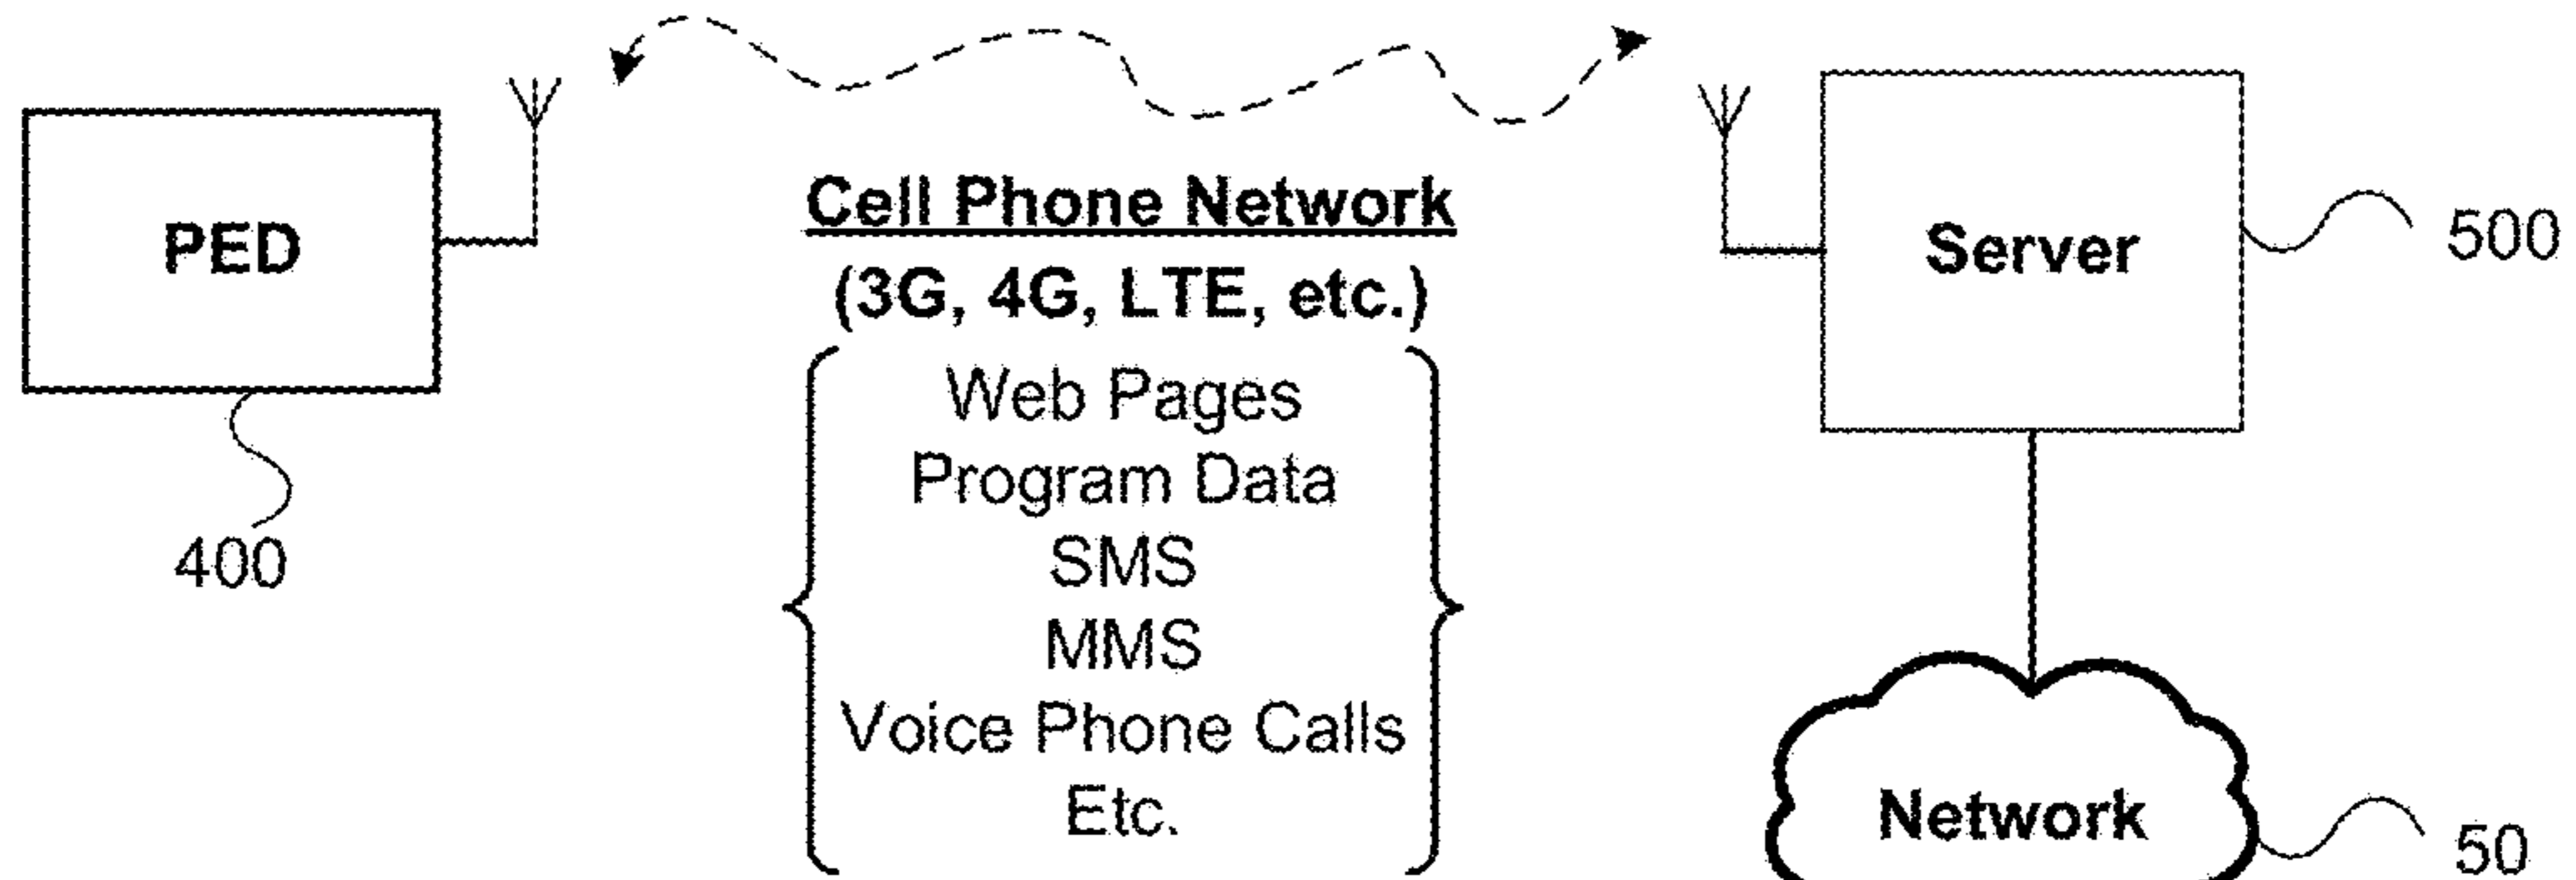 PED
400
Cell Phone Network
(3G, 4G, LTE, etc.)
Web Pages
Program Data
SMS
MMS
Voice Phone Calls
Etc.
Server
500
Network
50